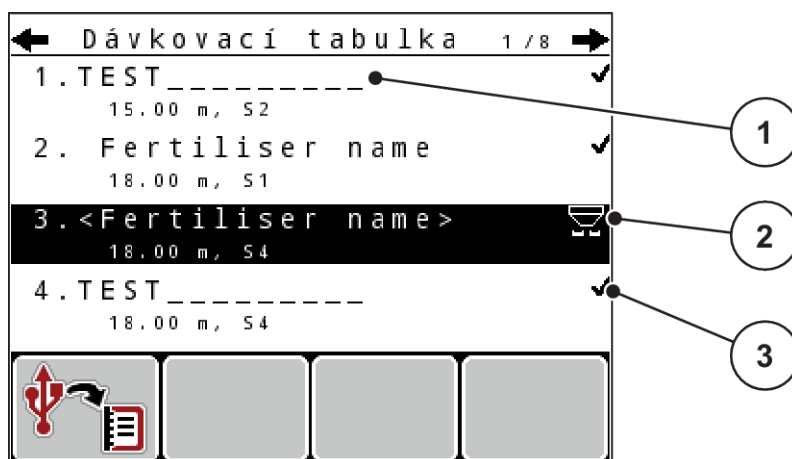 Dávkovací tabulka 1/8
1.TEST_________
15.00 m, S2
2. Fertiliser name
18.00 m, S1
3.<Fertiliser name>
18.00 m, S4
4.TEST_________
18.00 m, S4
1
2
3